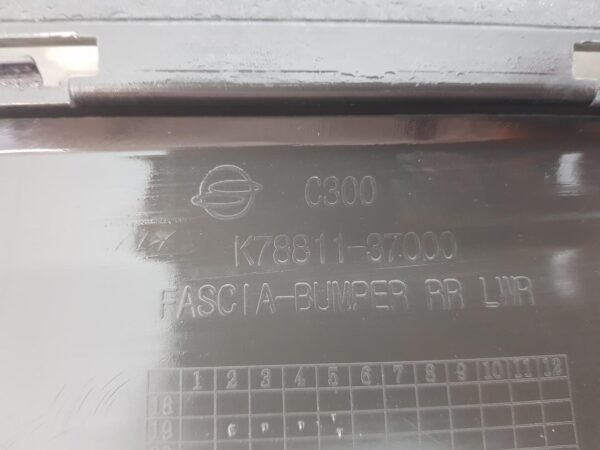 C300
K78811-37000
FASCIA-BUMPER RR LWR
1 2 3 4 5 6 7 8 9 10 11 12
18
19